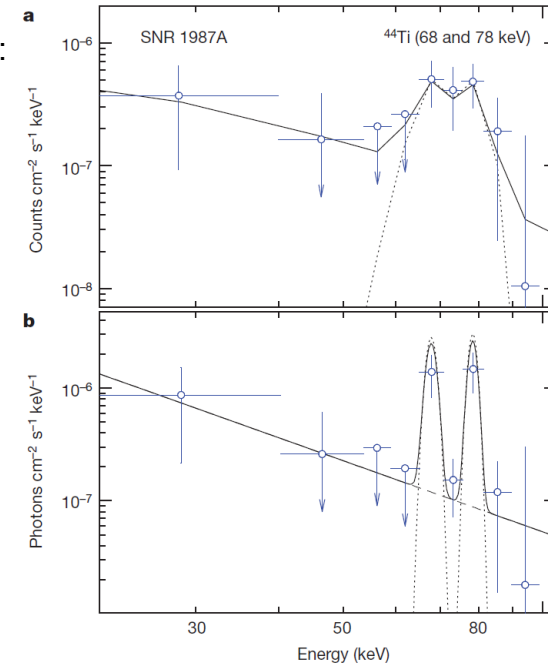 :
a
SNR 1987A
⁴⁴Ti (68 and 78 keV)
10⁻⁶
10⁻⁷
10⁻⁸
Counts cm⁻² s⁻¹ keV⁻¹
b
10⁻⁶
10⁻⁷
Photons cm⁻² s⁻¹ keV⁻¹
30
50
80
Energy (keV)